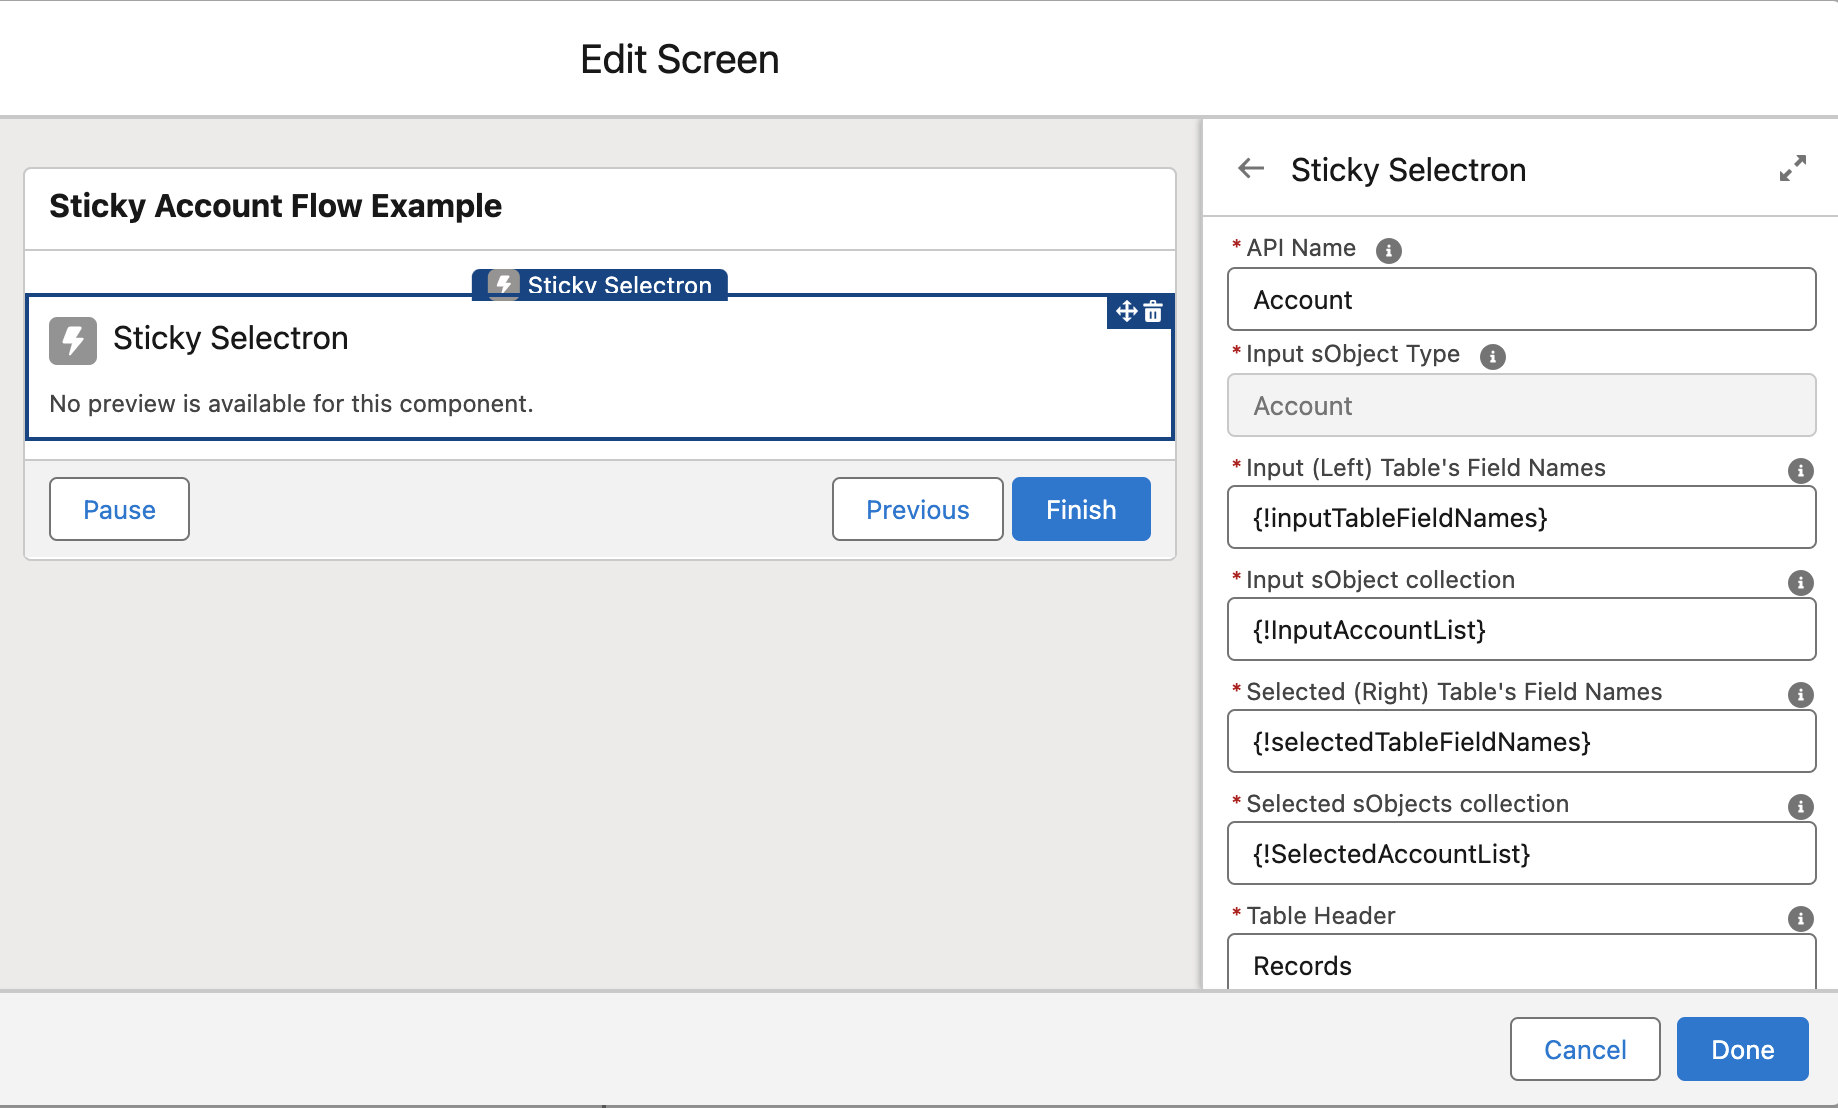 Edit Screen
Sticky Account Flow Example
Sticky Selectron
Sticky Selectron
No preview is available for this component.
Pause
Previous
Finish
Sticky Selectron
* API Name
Account
* Input sObject Type
Account
* Input (Left) Table's Field Names
{!inputTableFieldNames}
* Input sObject collection
{!InputAccountList}
* Selected (Right) Table's Field Names
{!selectedTableFieldNames}
* Selected sObjects collection
{!SelectedAccountList}
* Table Header
Records
Cancel
Done